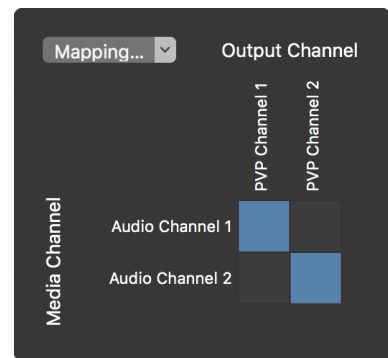 Mapping...
Output Channel
PVP Channel 1
PVP Channel 2
Media Channel
Audio Channel 1
Audio Channel 2